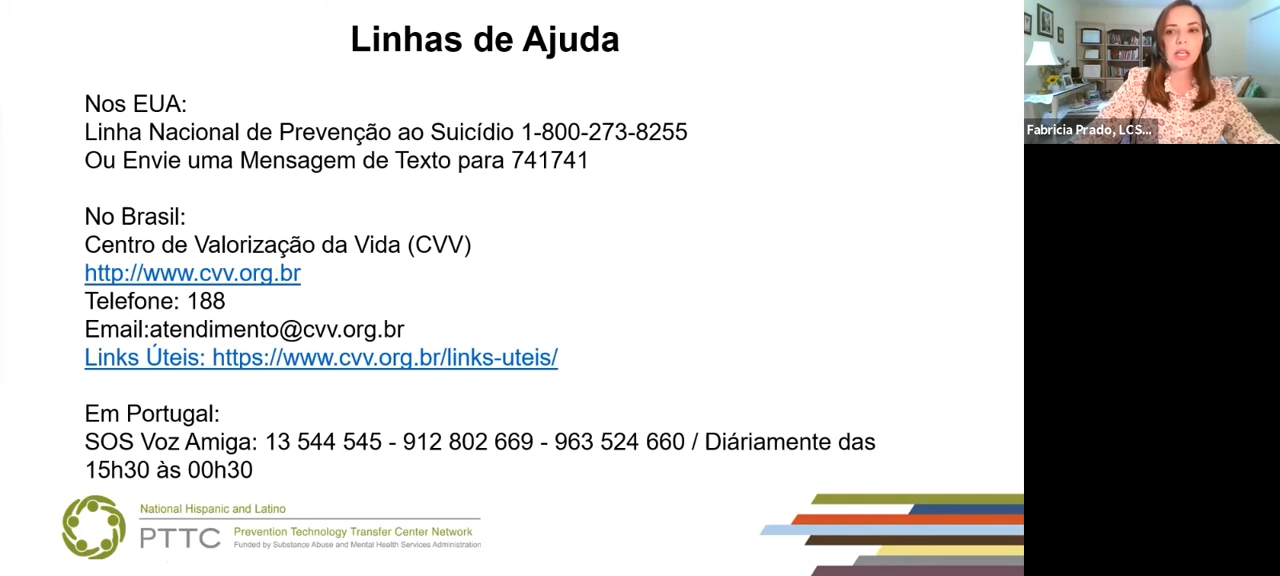 Linhas de Ajuda
Nos EUA:
Linha Nacional de Prevenção ao Suicídio 1-800-273-8255
Ou Envie uma Mensagem de Texto para 741741
No Brasil:
Centro de Valorização da Vida (CVV)
http://www.cvv.org.br
Telefone: 188
Email:atendimento@cvv.org.br
Links Úteis: https://www.cvv.org.br/links-uteis/
Em Portugal:
SOS Voz Amiga: 13 544 545 - 912 802 669 - 963 524 660 / Diáriamente das
15h30 às 00h30
National Hispanic and Latino
PTTC
Prevention Technology Transfer Center Network
Funded by Substance Abuse and Mental Health Services Administration
Fabricia Prado, LCS...